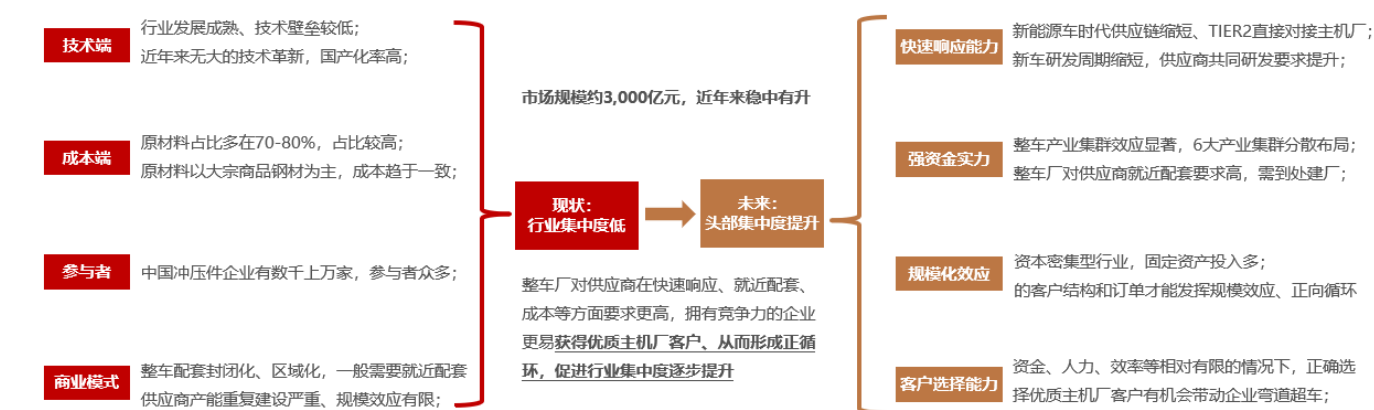 技术端
行业发展成熟、技术壁垒较低；
近年来无大的技术革新，国产化率高；
成本端
原材料占比多在70-80%，占比较高；
原材料以大宗商品钢材为主，成本趋于一致；
参与者
中国冲压件企业有数千上万家，参与者众多；
商业模式
整车配套封闭化、区域化，一般需要就近配套
供应商产能重复建设严重、规模效应有限；
市场规模约3,000亿元，近年来稳中有升
现状：
行业集中度低
未来：
头部集中度提升
整车厂对供应商在快速响应、就近配套、
成本等方面要求更高，拥有竞争力的企业
更易获得优质主机厂客户、从而形成正循
环，促进行业集中度逐步提升
快速响应能力
新能源车时代供应链缩短、TIER2直接对接主机厂；
新车研发周期缩短，供应商共同研发要求提升；
强资金实力
整车产业集群效应显著，6大产业集群分散布局；
整车厂对供应商就近配套要求高，需到处建厂；
规模化效应
资本密集型行业，固定资产投入多；
的客户结构和订单才能发挥规模效应、正向循环
客户选择能力
资金、人力、效率等相对有限的情况下，正确选
择优质主机厂客户有机会带动企业弯道超车；